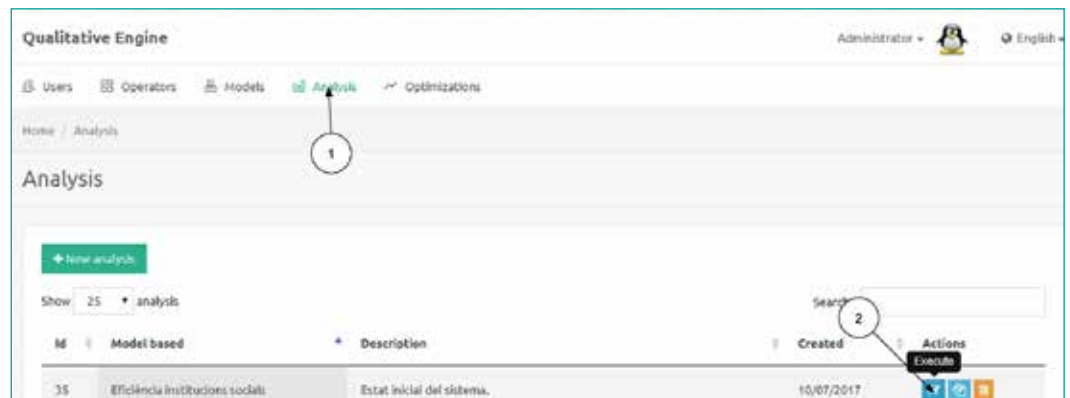 Qualitative Engine Administrator English
Users Operators Models Analysis Optimizations
Home / Analysis
1
Analysis
+ New analysis
Show 25 analysis Search
2
Id Model based Description Created Actions
Execute
35 Eficiència institucions socials Estat inicial del sistema. 10/07/2017